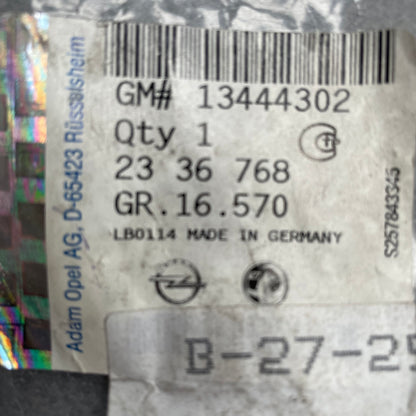 GM# 13444302
Qty 1
23 36 768
GR.16.570
LB0114 MADE IN GERMANY
Adam Opel AG, D-65423 Rüsselsheim
S257843345
B-27-25